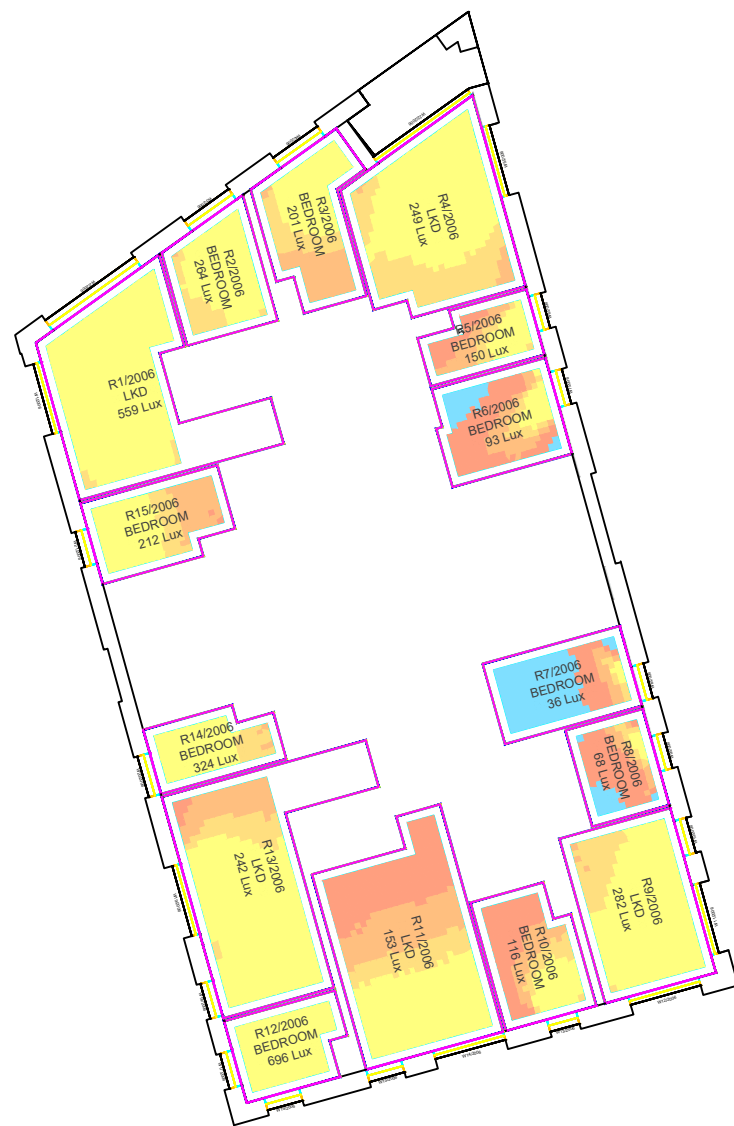 R1/2006
LKD
559 Lux
R2/2006
BEDROOM
264 Lux
R3/2006
BEDROOM
201 Lux
R4/2006
LKD
249 Lux
R5/2006
BEDROOM
150 Lux
R6/2006
BEDROOM
93 Lux
R7/2006
BEDROOM
36 Lux
R8/2006
BEDROOM
68 Lux
R9/2006
LKD
282 Lux
R10/2006
BEDROOM
116 Lux
R11/2006
LKD
153 Lux
R12/2006
BEDROOM
696 Lux
R13/2006
LKD
242 Lux
R14/2006
BEDROOM
324 Lux
R15/2006
BEDROOM
212 Lux